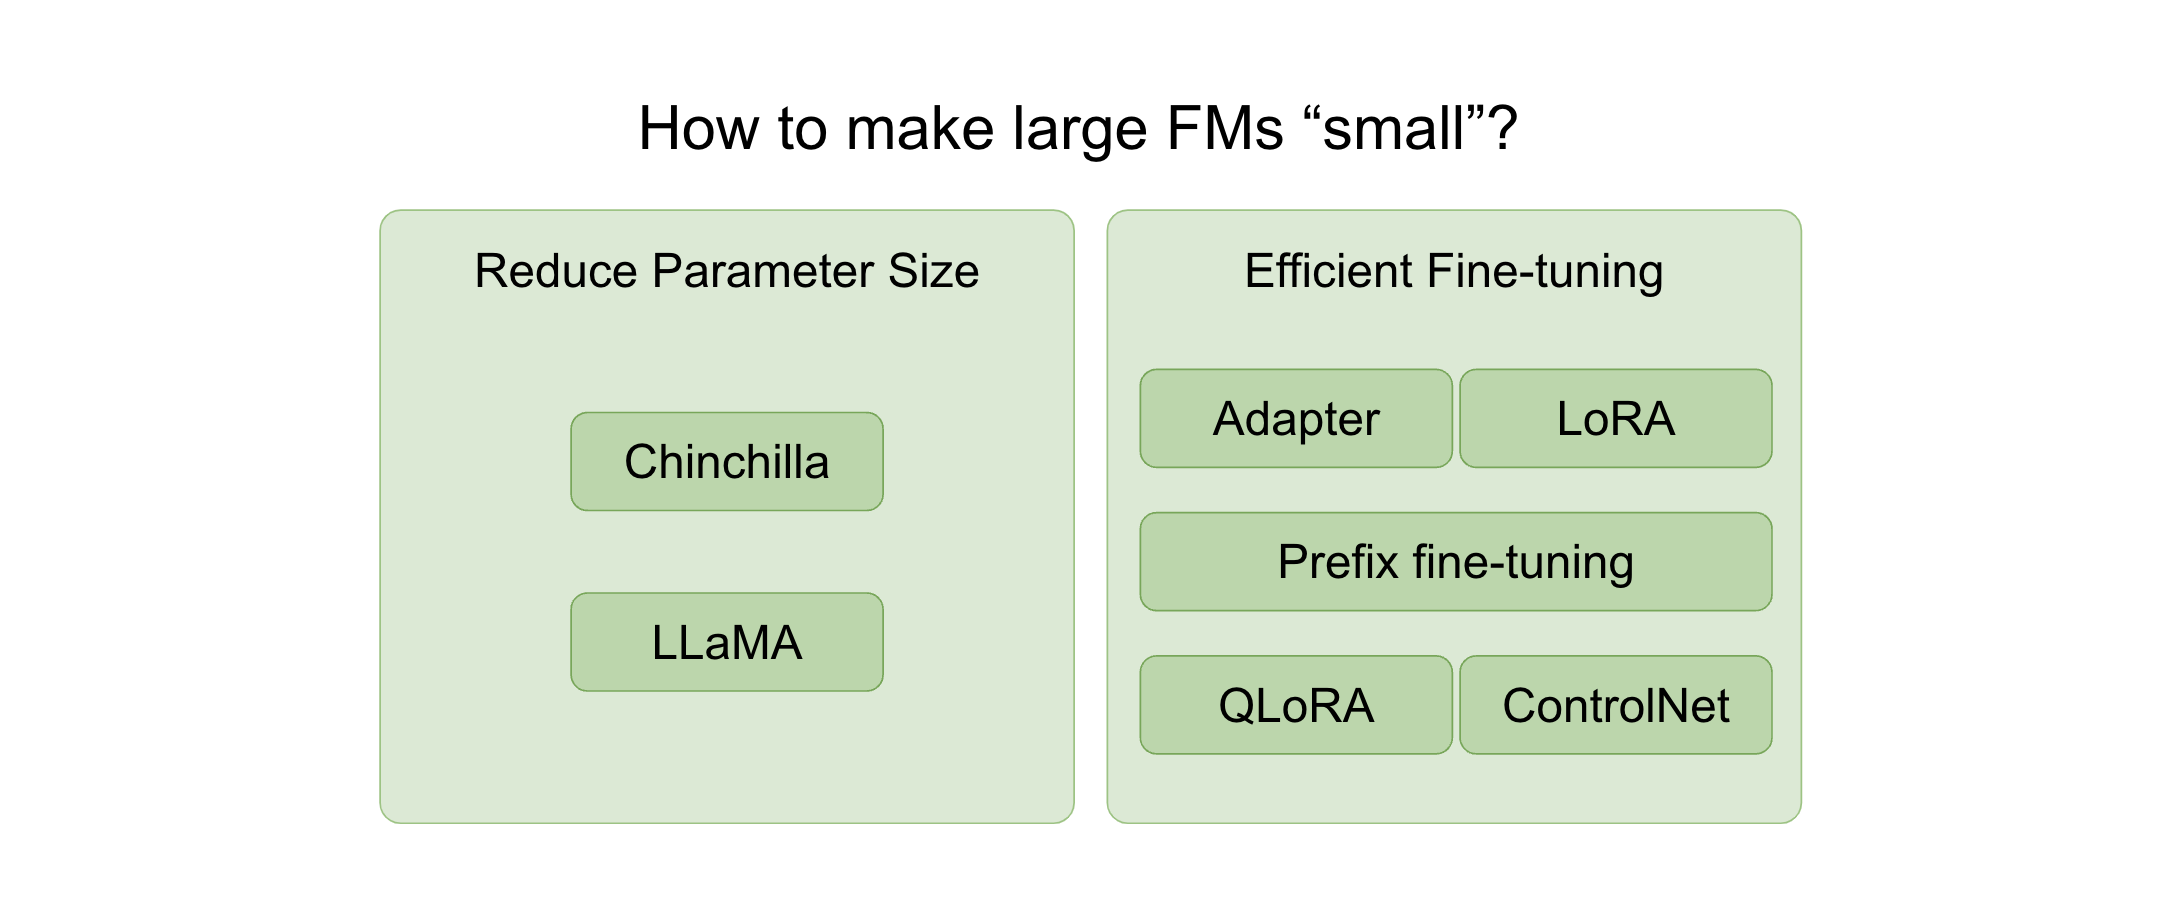 How to make large FMs “small”?
Reduce Parameter Size
Chinchilla
LLaMA
Efficient Fine-tuning
Adapter
LoRA
Prefix fine-tuning
QLoRA
ControlNet